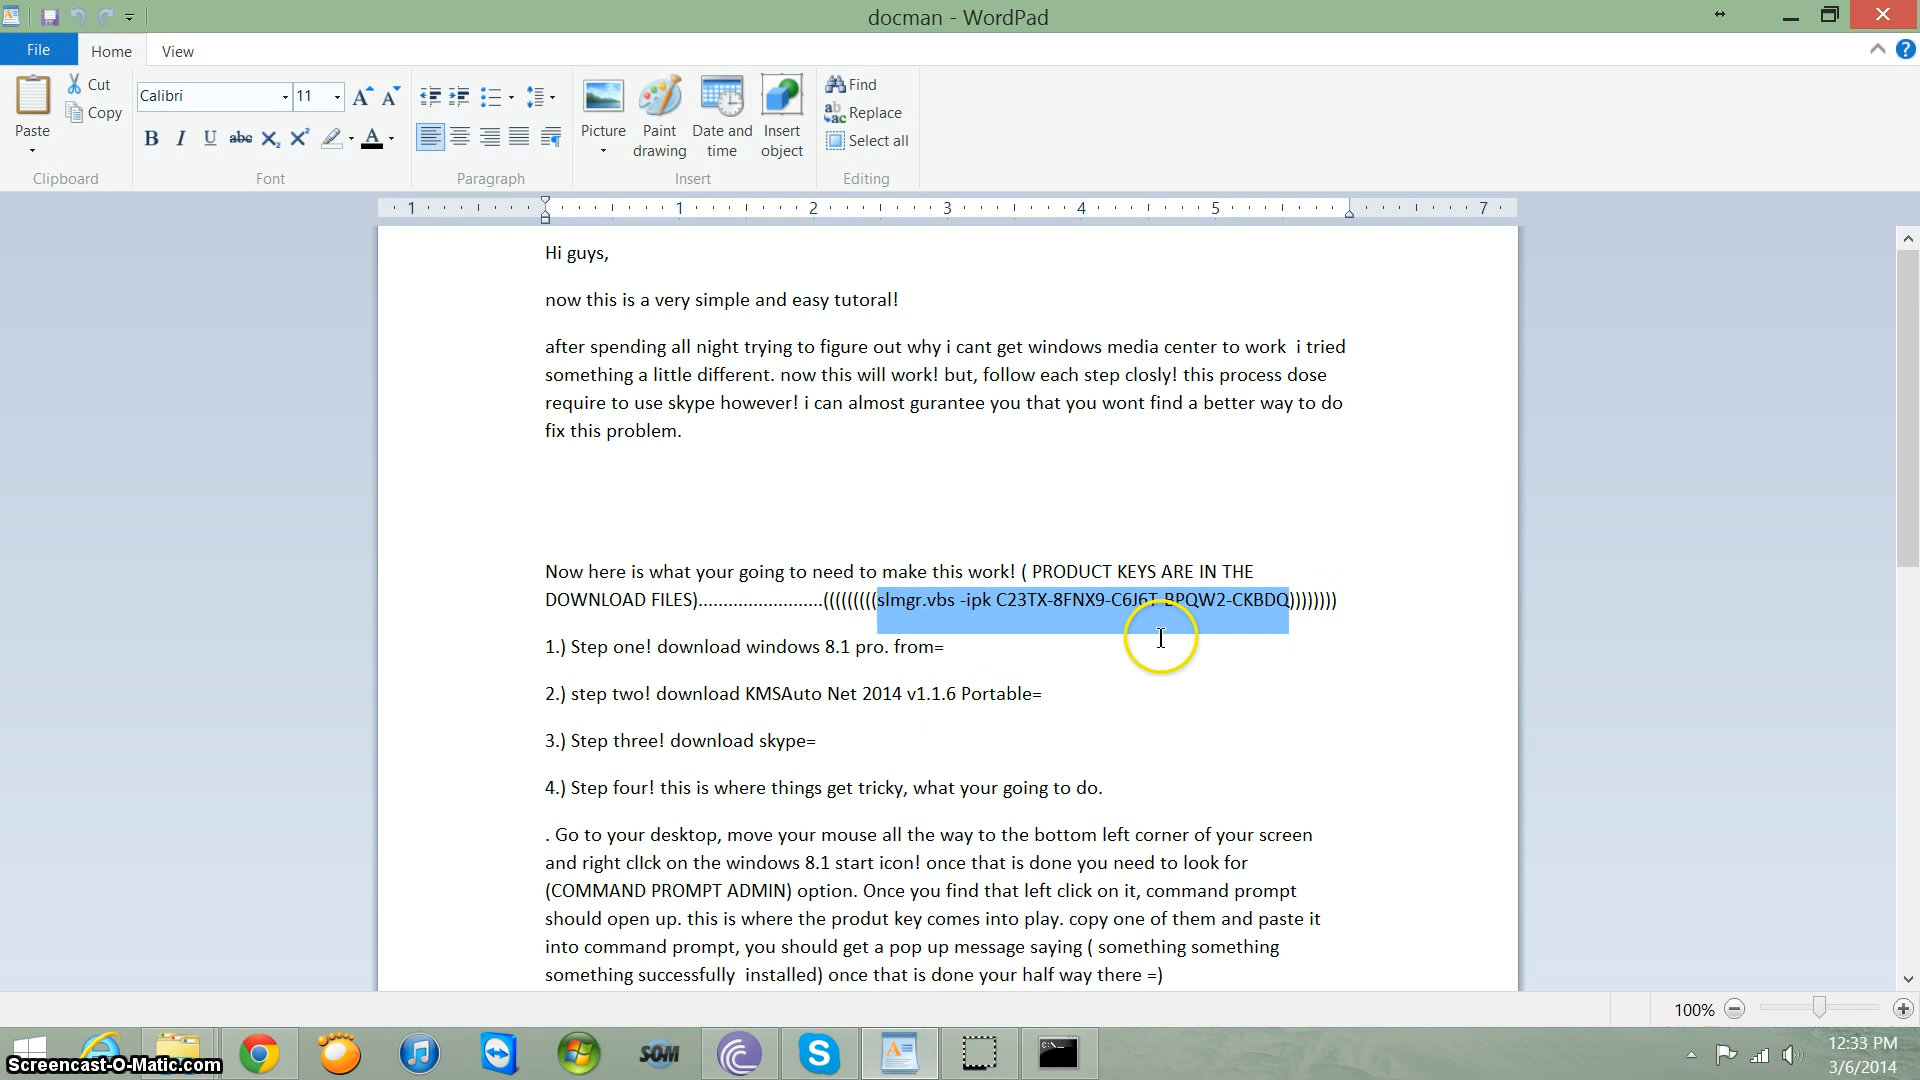 docman - WordPad
File Home View
Paste
Cut
Copy
Clipboard
Calibri 11
A A
B I U abc X₂ X² A
Font
Paragraph
Picture
Paint drawing
Date and time
Insert object
Insert
Find
Replace
Select all
Editing
1 1 2 3 4 5 7
Hi guys,
now this is a very simple and easy tutoral!
after spending all night trying to figure out why i cant get windows media center to work  i tried
something a little different. now this will work! but, follow each step closly! this process dose
require to use skype however! i can almost gurantee you that you wont find a better way to do
fix this problem.
Now here is what your going to need to make this work! ( PRODUCT KEYS ARE IN THE
DOWNLOAD FILES).........................(((((((((slmgr.vbs -ipk C23TX-8FNX9-C6J6T-BPQW2-CKBDQ))))))))
1.) Step one! download windows 8.1 pro. from=
2.) step two! download KMSAuto Net 2014 v1.1.6 Portable=
3.) Step three! download skype=
4.) Step four! this is where things get tricky, what your going to do.
. Go to your desktop, move your mouse all the way to the bottom left corner of your screen
and right clIck on the windows 8.1 start icon! once that is done you need to look for
(COMMAND PROMPT ADMIN) option. Once you find that left click on it, command prompt
should open up. this is where the produt key comes into play. copy one of them and paste it
into command prompt, you should get a pop up message saying ( something something
something successfully  installed) once that is done your half way there =)
100%
SOM
Screencast-O-Matic.com
12:33 PM
3/6/2014